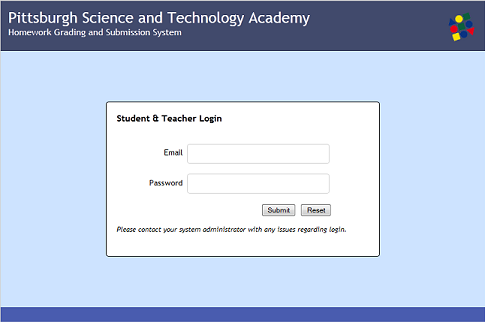 Pittsburgh Science and Technology Academy
Homework Grading and Submission System
Student & Teacher Login
Email
Password
Submit Reset
Please contact your system administrator with any issues regarding login.